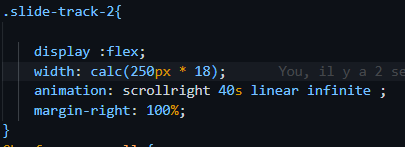 .slide-track-2{
display :flex;
width: calc(250px * 18); You, il y a 2 se
animation: scrollright 40s linear infinite ;
margin-right: 100%;
}